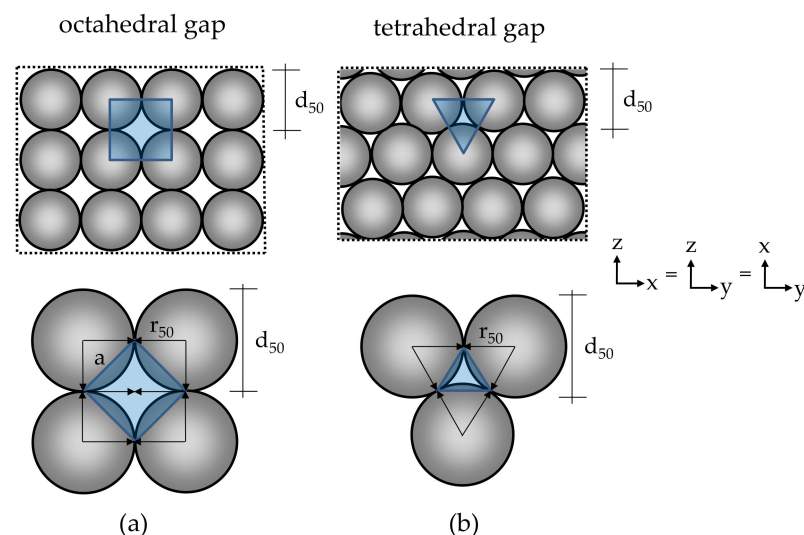 octahedral gap
tetrahedral gap
d50
d50
z
x
=
z
y
=
x
y
r50
a
d50
r50
d50
(a)
(b)